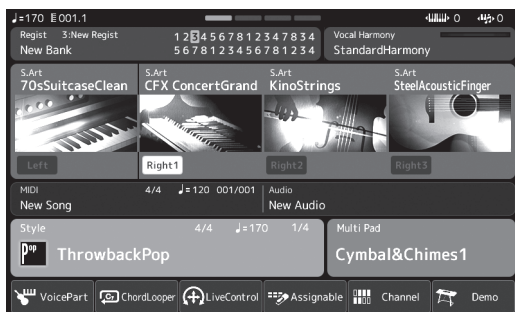 ♩=170 001.1 0 0
Regist 3:New Regist 1 2 3 4 5 6 7 8 1 2 3 4 7 8 3 4
New Bank 5 6 7 8 1 2 3 4 5 6 7 8 1 2 3 4
Vocal Harmony
StandardHarmony
S.Art
70sSuitcaseClean
S.Art
CFX ConcertGrand
S.Art
KinoStrings
S.Art
SteelAcousticFinger
Left
Right1
Right2
Right3
MIDI 4/4 ♩=120 001/001
New Song
Audio
New Audio
Style 4/4 ♩=170 1/4
Pop ThrowbackPop
Multi Pad
Cymbal&Chimes1
VoicePart
Cr ChordLooper
LiveControl
Assignable
Channel
Demo